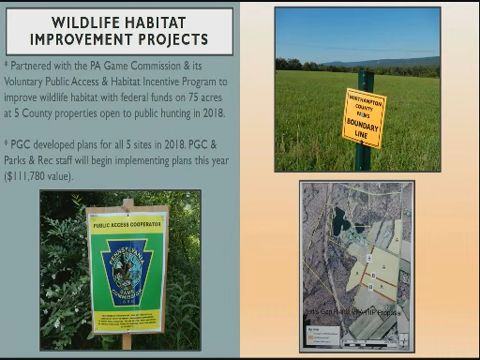 WILDLIFE HABITAT
IMPROVEMENT PROJECTS
* Partnered with the PA Game Commission & its
Voluntary Public Access & Habitat Incentive Program to
improve wildlife habitat with federal funds on 75 acres
at 5 County properties open to public hunting in 2018.
* PGC developed plans for all 5 sites in 2018. PGC &
Parks & Rec staff will begin implementing plans this year
($111,780 value).
NORTHAMPTON
COUNTY
PARKS
BOUNDARY
LINE
PUBLIC ACCESS COOPERATOR
PENNSYLVANIA
GAME
COMMISSION